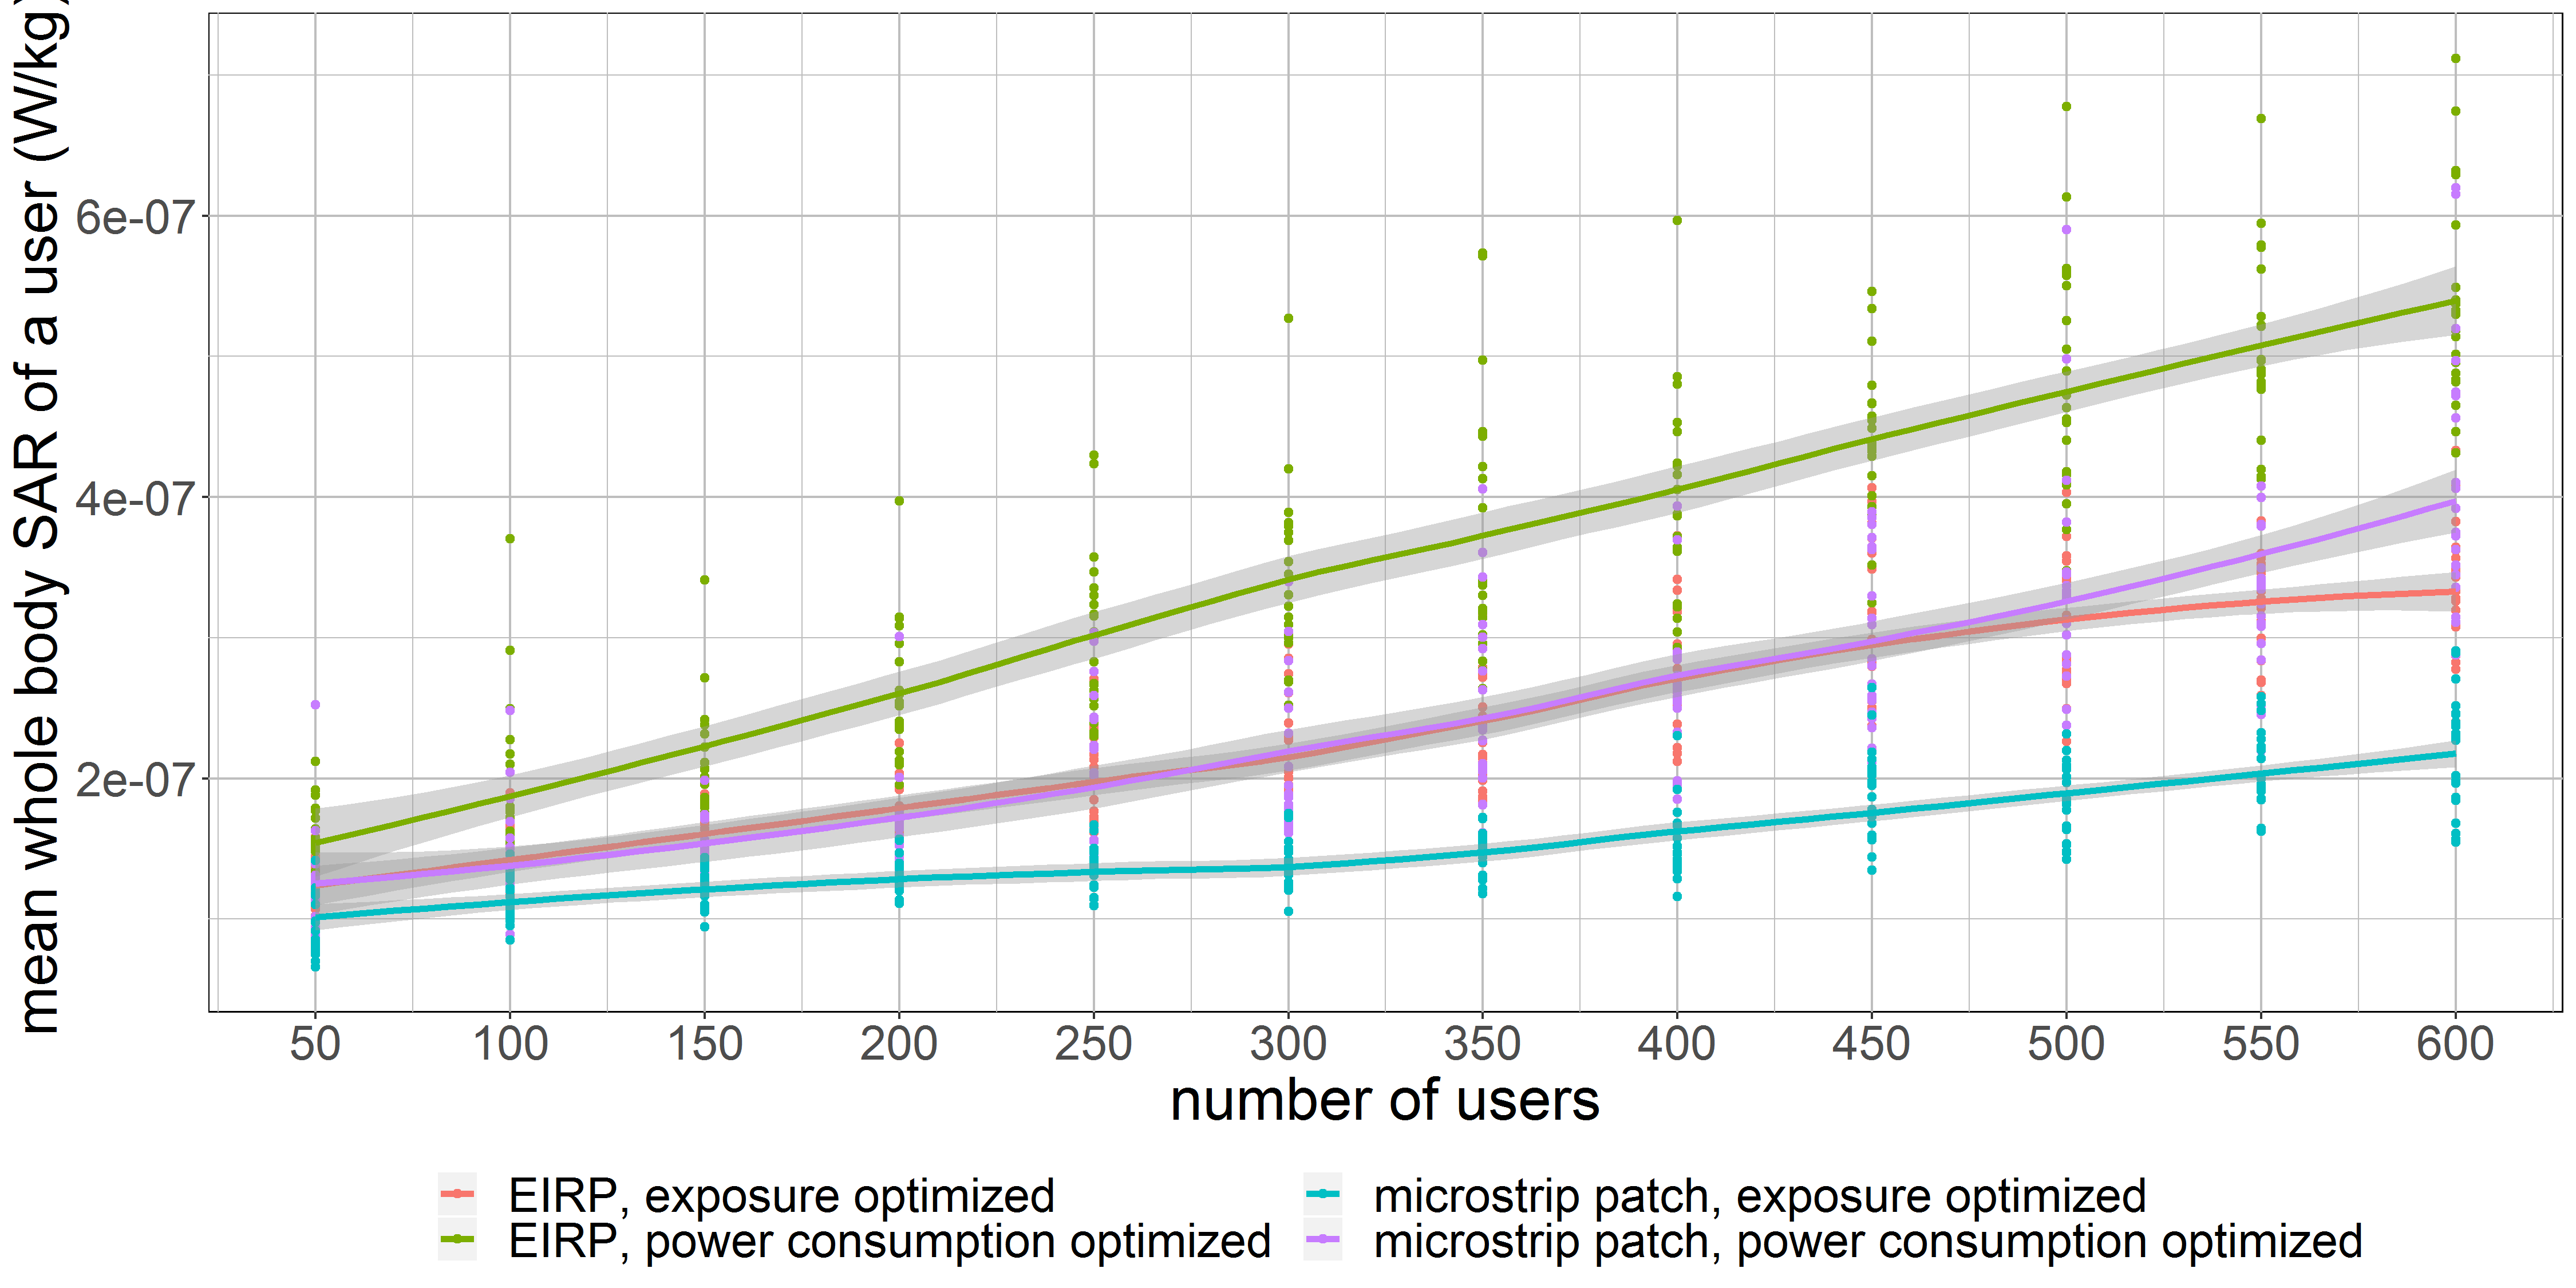 mean whole body SAR of a user (W/kg)
6e-07
4e-07
2e-07
50 100 150 200 250 300 350 400 450 500 550 600
number of users
EIRP, exposure optimized
EIRP, power consumption optimized
microstrip patch, exposure optimized
microstrip patch, power consumption optimized